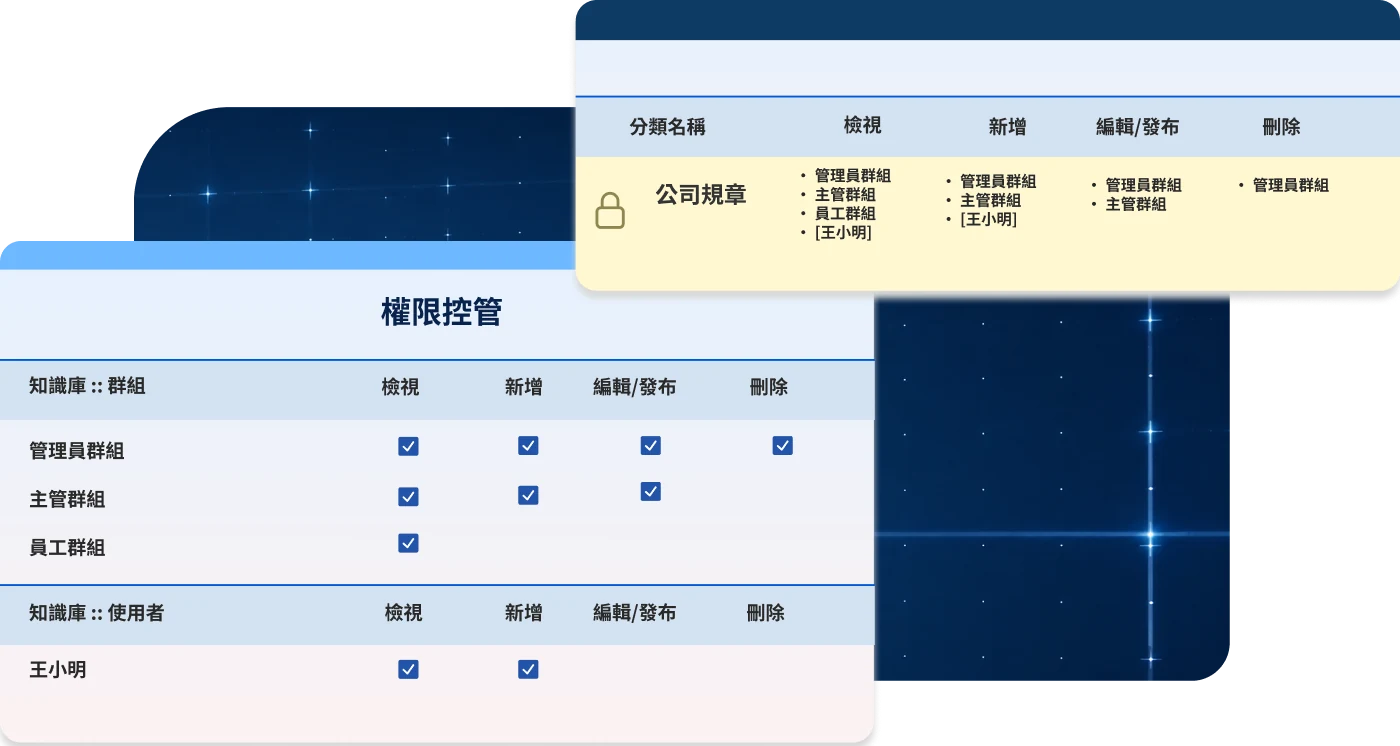 分類名稱 檢視 新增 編輯/發布 刪除
公司規章
• 管理員群組
• 主管群組
• 員工群組
• [王小明]
• 管理員群組
• 主管群組
• [王小明]
• 管理員群組
• 主管群組
• 管理員群組
權限控管
知識庫 :: 群組 檢視 新增 編輯/發布 刪除
管理員群組
主管群組
員工群組
知識庫 :: 使用者 檢視 新增 編輯/發布 刪除
王小明